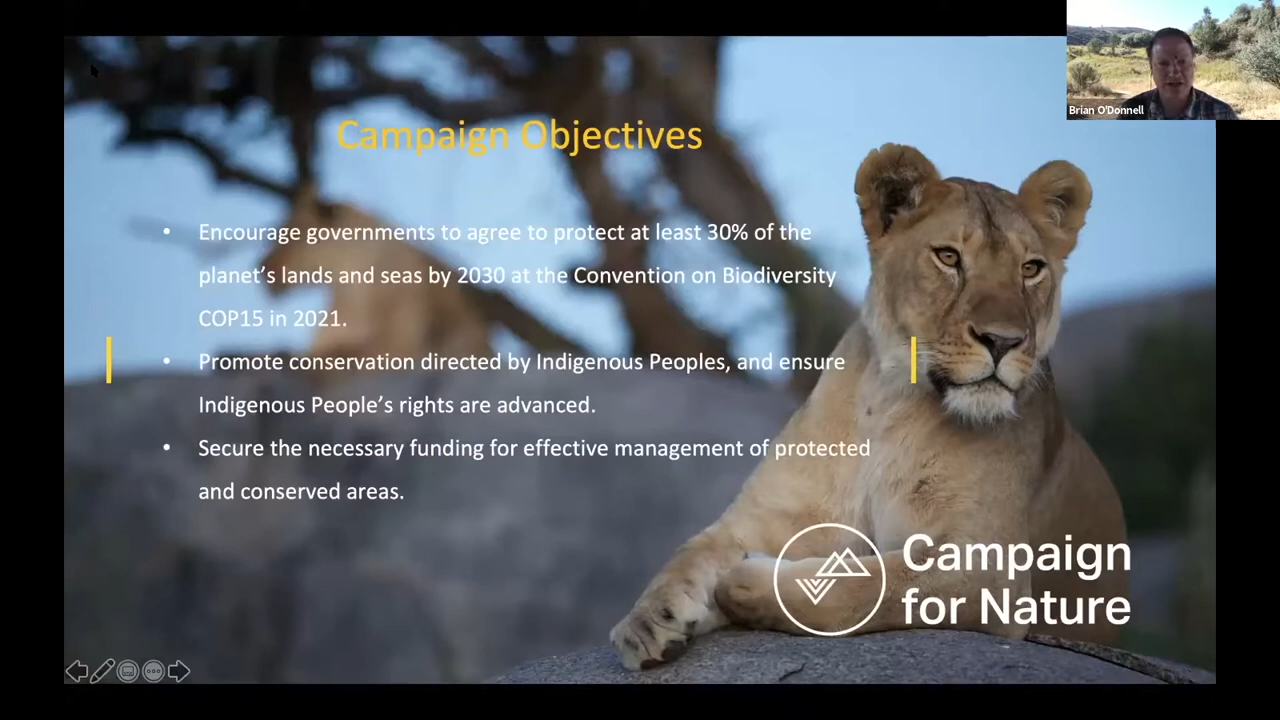 Brian O'Donnell
Campaign Objectives
• Encourage governments to agree to protect at least 30% of the
planet's lands and seas by 2030 at the Convention on Biodiversity
COP15 in 2021.
• Promote conservation directed by Indigenous Peoples, and ensure
Indigenous People's rights are advanced.
• Secure the necessary funding for effective management of protected
and conserved areas.
Campaign
for Nature